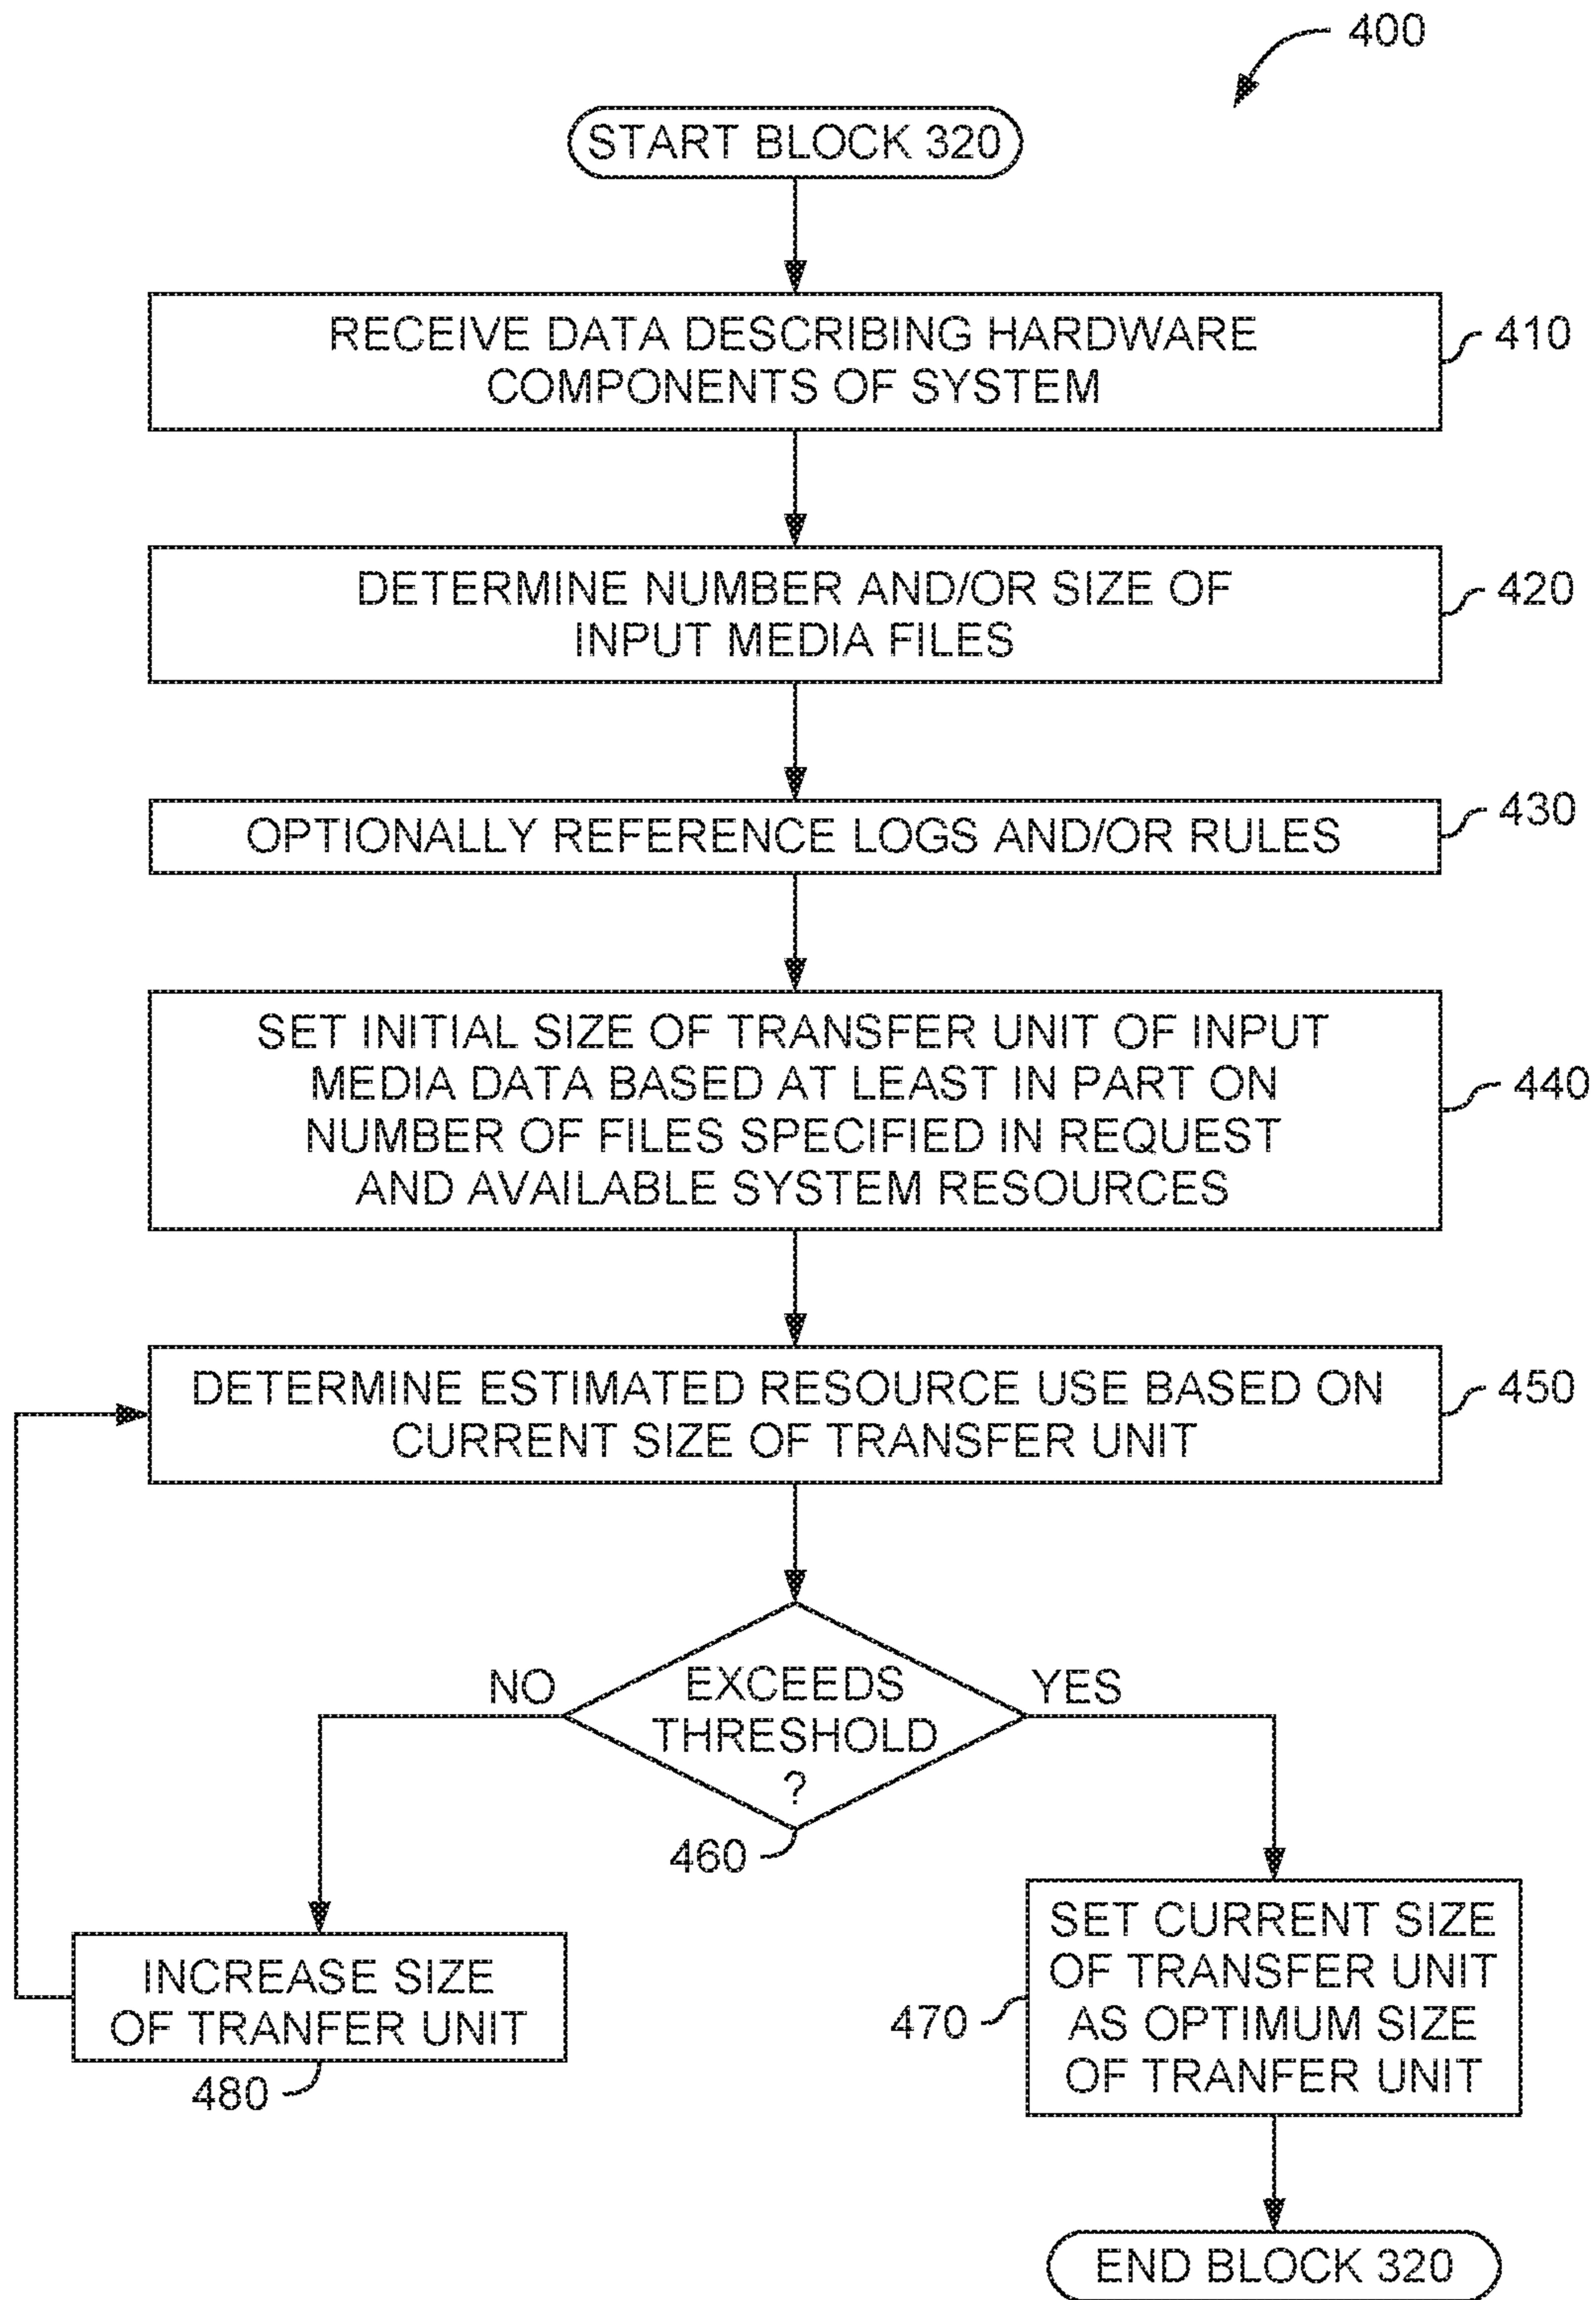 400
START BLOCK 320
RECEIVE DATA DESCRIBING HARDWARE
COMPONENTS OF SYSTEM
410
DETERMINE NUMBER AND/OR SIZE OF
INPUT MEDIA FILES
420
OPTIONALLY REFERENCE LOGS AND/OR RULES
430
SET INITIAL SIZE OF TRANSFER UNIT OF INPUT
MEDIA DATA BASED AT LEAST IN PART ON
NUMBER OF FILES SPECIFIED IN REQUEST
AND AVAILABLE SYSTEM RESOURCES
440
DETERMINE ESTIMATED RESOURCE USE BASED ON
CURRENT SIZE OF TRANSFER UNIT
450
NO
EXCEEDS
THRESHOLD
?
YES
460
INCREASE SIZE
OF TRANFER UNIT
480
SET CURRENT SIZE
OF TRANSFER UNIT
AS OPTIMUM SIZE
OF TRANFER UNIT
470
END BLOCK 320